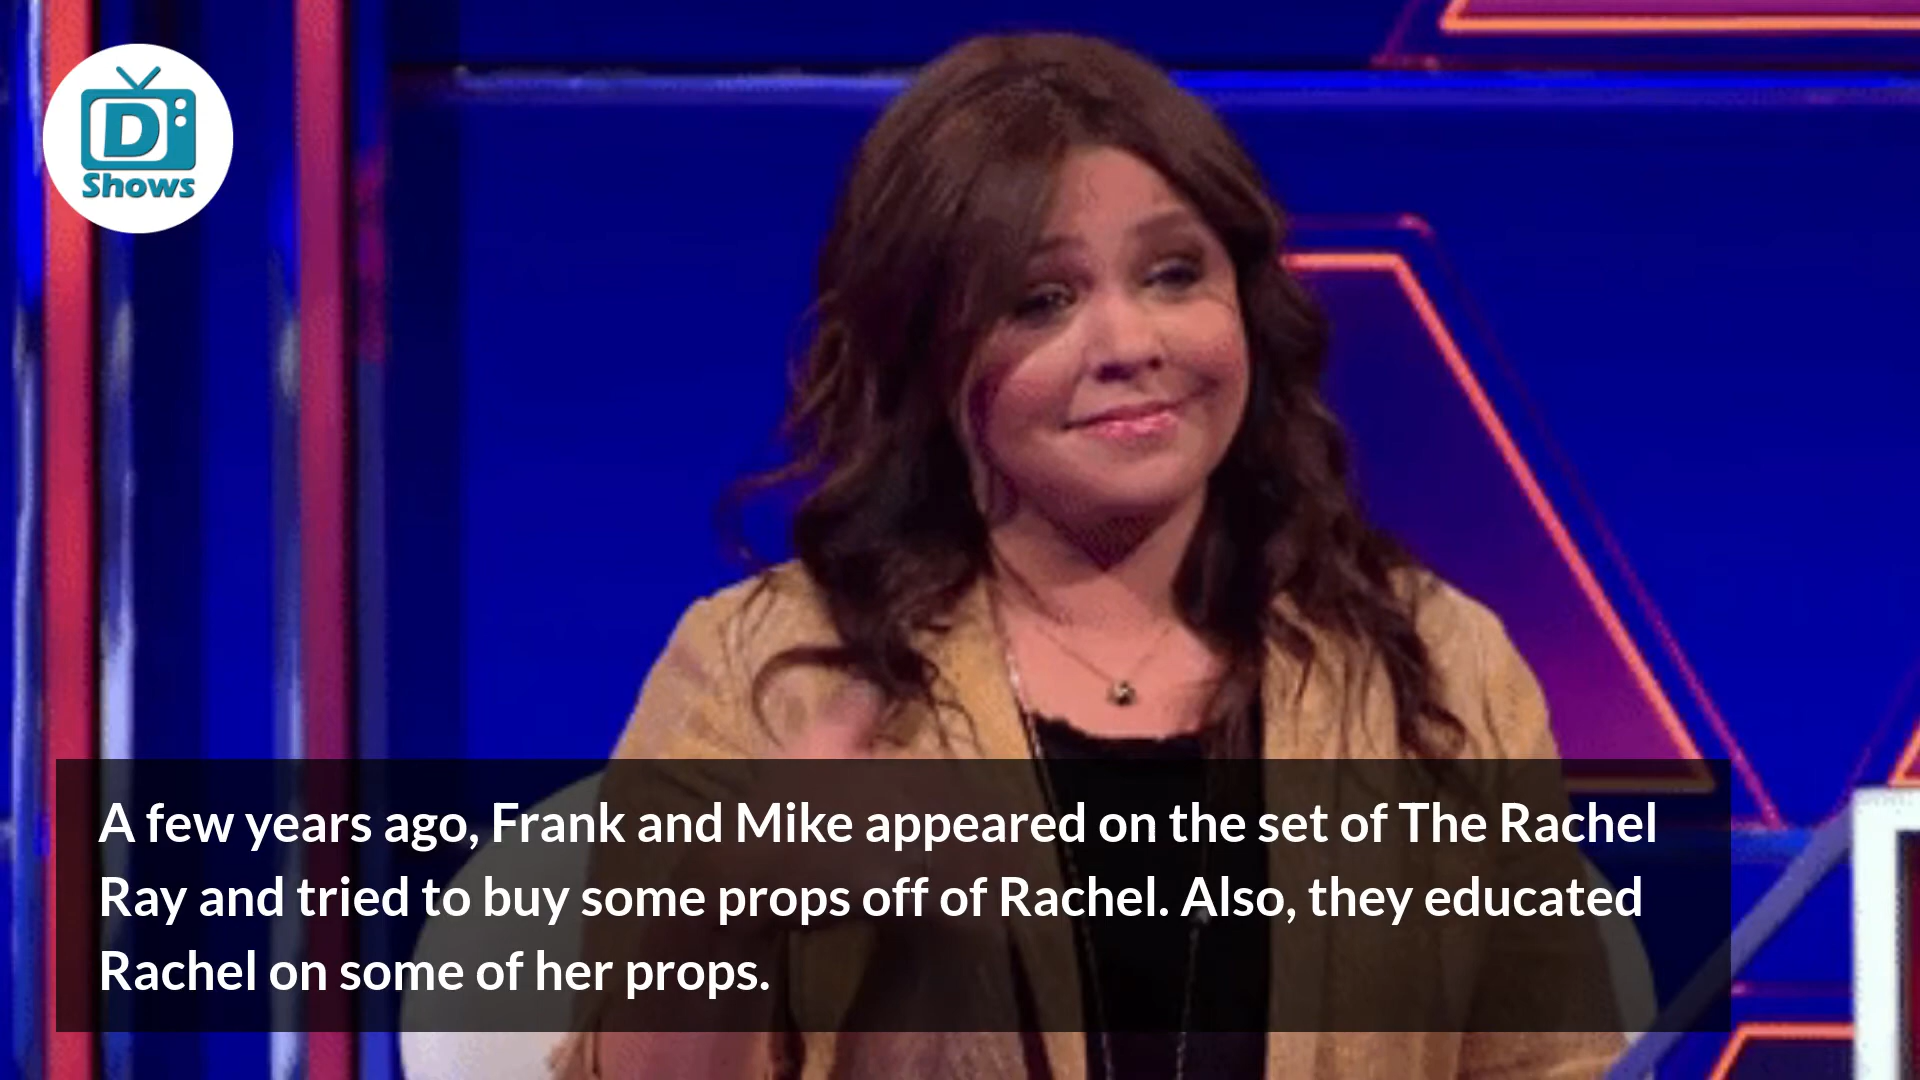 D
Shows
A few years ago, Frank and Mike appeared on the set of The Rachel
Ray and tried to buy some props off of Rachel. Also, they educated
Rachel on some of her props.